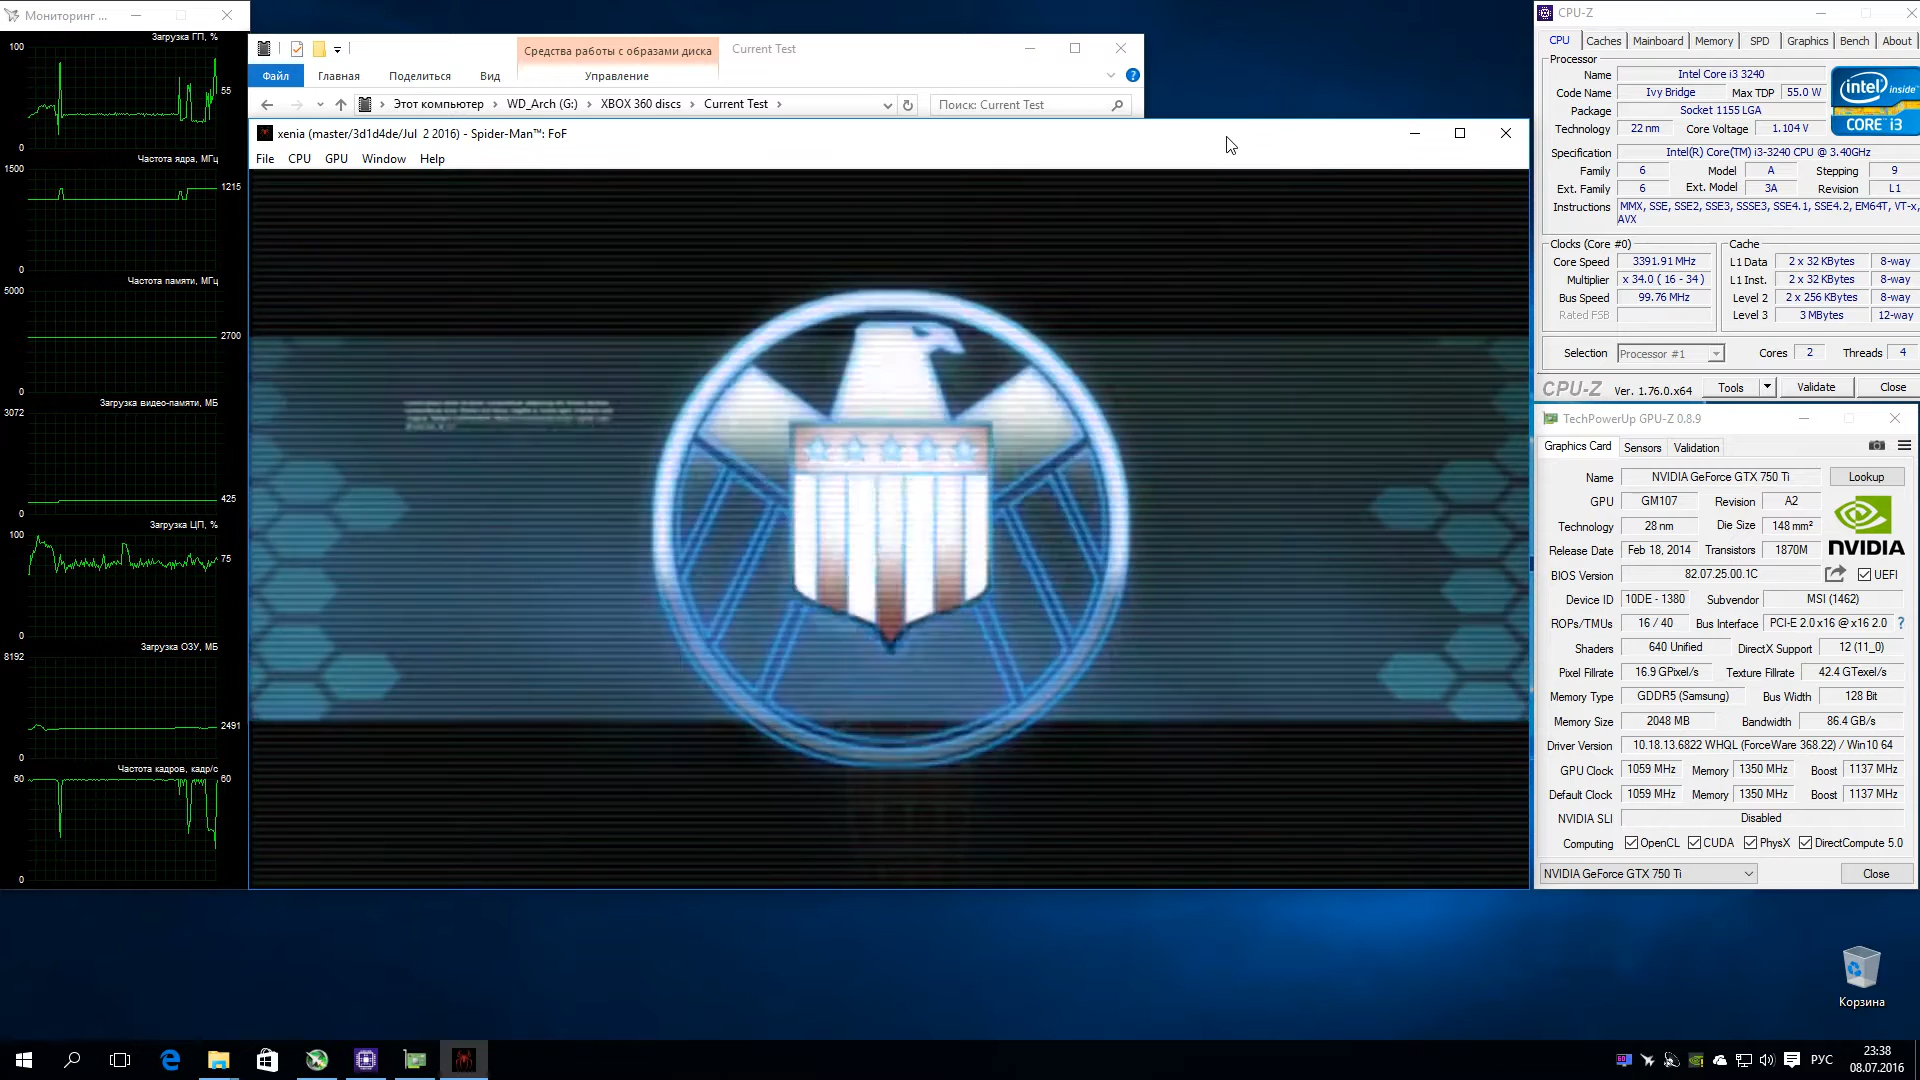 Мониторинг ...
Загрузка ГП, %
100
55
0
Частота ядра, МГц
1500
1215
0
Частота памяти, МГц
5000
2700
0
Загрузка видео-памяти, МБ
3072
425
0
Загрузка ЦП, %
100
75
0
Загрузка ОЗУ, МБ
8192
2491
0
Частота кадров, кадр/с
60
60
0
Средства работы с образами диска
Current Test
Файл
Главная
Поделиться
Вид
Управление
Этот компьютер
WD_Arch (G:)
XBOX 360 discs
Current Test
Поиск: Current Test
xenia (master/3d1d4de/Jul 2 2016) - Spider-Man™: FoF
File CPU GPU Window Help
CPU-Z
CPU Caches Mainboard Memory SPD Graphics Bench About
Processor
Name Intel Core i3 3240
Code Name Ivy Bridge Max TDP 55.0 W
Package Socket 1155 LGA
Technology 22 nm Core Voltage 1.104 V
intel inside™
CORE i3
Specification Intel(R) Core(TM) i3-3240 CPU @ 3.40GHz
Family 6 Model A Stepping 9
Ext. Family 6 Ext. Model 3A Revision L1
Instructions MMX, SSE, SSE2, SSE3, SSSE3, SSE4.1, SSE4.2, EM64T, VT-x,
AVX
Clocks (Core #0)
Core Speed 3391.91 MHz
Multiplier x 34.0 ( 16 - 34 )
Bus Speed 99.76 MHz
Rated FSB
Cache
L1 Data 2 x 32 KBytes 8-way
L1 Inst. 2 x 32 KBytes 8-way
Level 2 2 x 256 KBytes 8-way
Level 3 3 MBytes 12-way
Selection Processor #1 Cores 2 Threads 4
CPU-Z Ver. 1.76.0.x64 Tools Validate Close
TechPowerUp GPU-Z 0.8.9
Graphics Card Sensors Validation
Name NVIDIA GeForce GTX 750 Ti Lookup
GPU GM107 Revision A2
Technology 28 nm Die Size 148 mm²
Release Date Feb 18, 2014 Transistors 1870M
NVIDIA
BIOS Version 82.07.25.00.1C UEFI
Device ID 10DE - 1380 Subvendor MSI (1462)
ROPs/TMUs 16 / 40 Bus Interface PCI-E 2.0 x16 @ x16 2.0 ?
Shaders 640 Unified DirectX Support 12 (11_0)
Pixel Fillrate 16.9 GPixel/s Texture Fillrate 42.4 GTexel/s
Memory Type GDDR5 (Samsung) Bus Width 128 Bit
Memory Size 2048 MB Bandwidth 86.4 GB/s
Driver Version 10.18.13.6822 WHQL (ForceWare 368.22) / Win10 64
GPU Clock 1059 MHz Memory 1350 MHz Boost 1137 MHz
Default Clock 1059 MHz Memory 1350 MHz Boost 1137 MHz
NVIDIA SLI Disabled
Computing OpenCL CUDA PhysX DirectCompute 5.0
NVIDIA GeForce GTX 750 Ti Close
Корзина
60
РУС
23:38
08.07.2016